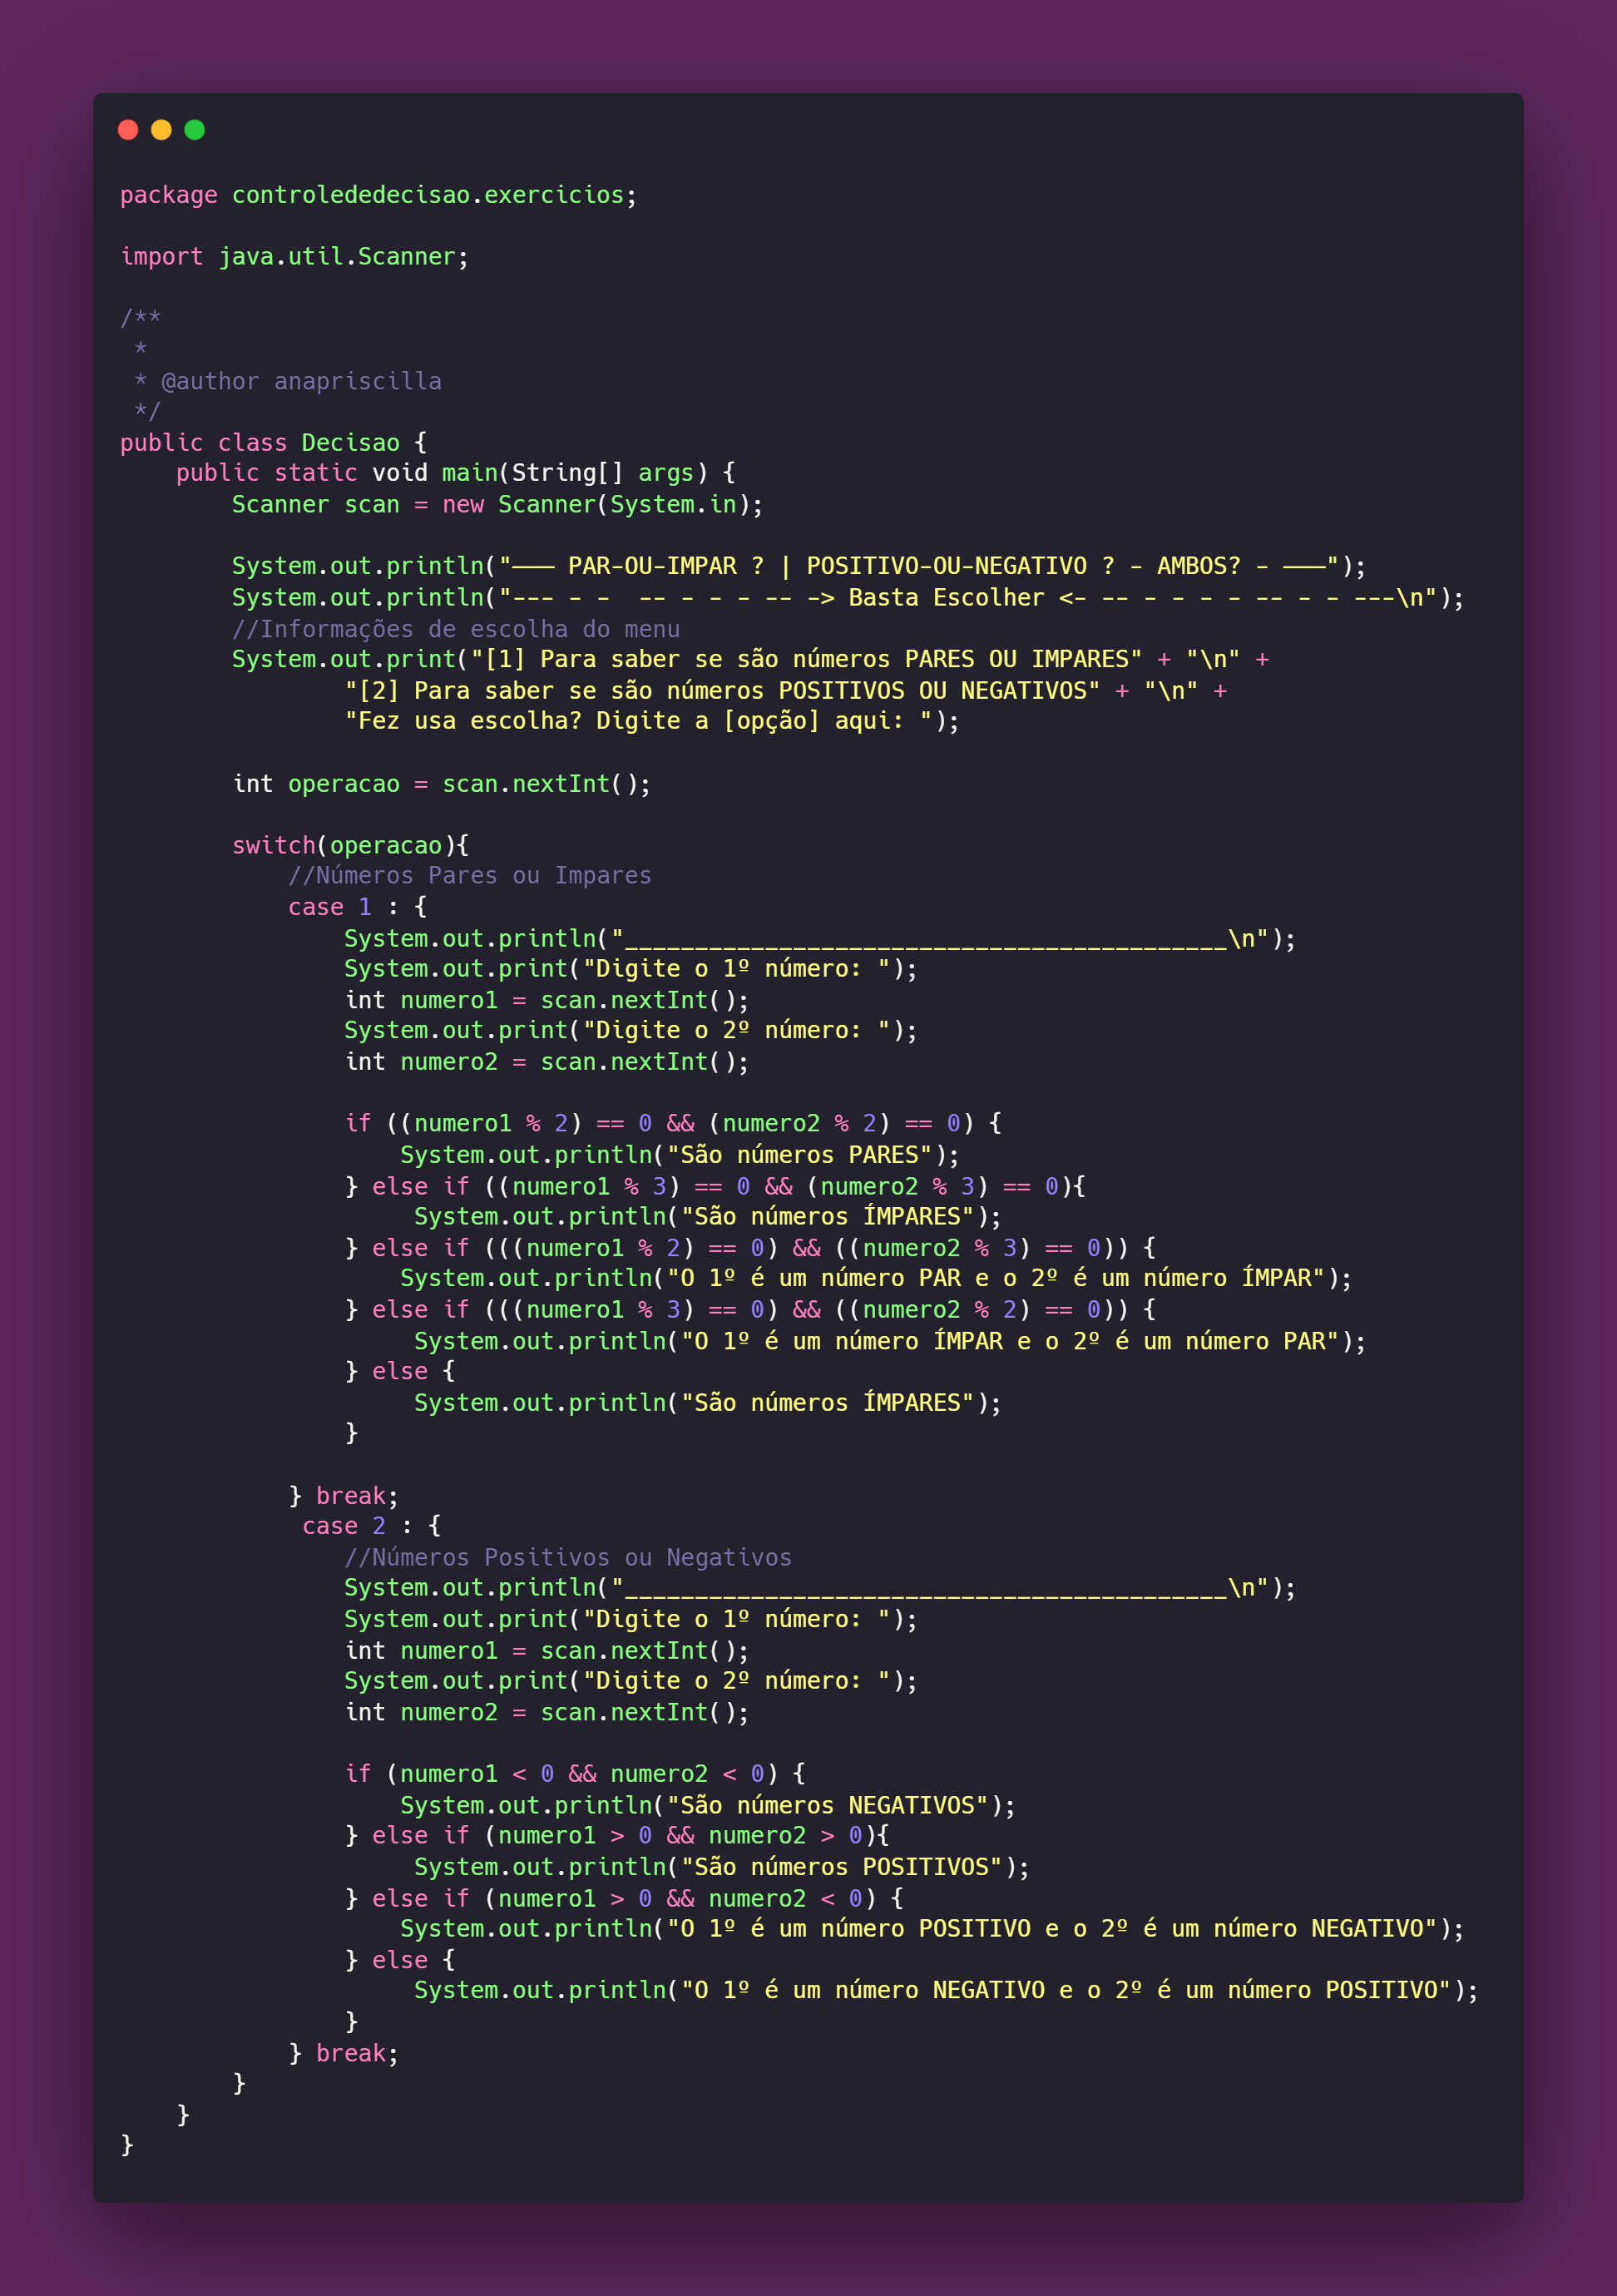 package controlededecisao.exercicios;

import java.util.Scanner;

/**
 *
 * @author anapriscilla
 */
public class Decisao {
    public static void main(String[] args) {
        Scanner scan = new Scanner(System.in);

        System.out.println("--- PAR-OU-IMPAR ? | POSITIVO-OU-NEGATIVO ? - AMBOS? - ---");
        System.out.println("--- - -  -- - - - -- -> Basta Escolher <- -- - - - - -- - - ---\n");
        //Informações de escolha do menu
        System.out.print("[1] Para saber se são números PARES OU IMPARES" + "\n" +
                "[2] Para saber se são números POSITIVOS OU NEGATIVOS" + "\n" +
                "Fez usa escolha? Digite a [opção] aqui: ");

        int operacao = scan.nextInt();

        switch(operacao){
            //Números Pares ou Impares
            case 1 : {
                System.out.println("___________________________________________\n");
                System.out.print("Digite o 1º número: ");
                int numero1 = scan.nextInt();
                System.out.print("Digite o 2º número: ");
                int numero2 = scan.nextInt();

                if ((numero1 % 2) == 0 && (numero2 % 2) == 0) {
                    System.out.println("São números PARES");
                } else if ((numero1 % 3) == 0 && (numero2 % 3) == 0){
                     System.out.println("São números ÍMPARES");
                } else if (((numero1 % 2) == 0) && ((numero2 % 3) == 0)) {
                    System.out.println("O 1º é um número PAR e o 2º é um número ÍMPAR");
                } else if (((numero1 % 3) == 0) && ((numero2 % 2) == 0)) {
                     System.out.println("O 1º é um número ÍMPAR e o 2º é um número PAR");
                } else {
                     System.out.println("São números ÍMPARES");
                }

            } break;
             case 2 : {
                //Números Positivos ou Negativos
                System.out.println("___________________________________________\n");
                System.out.print("Digite o 1º número: ");
                int numero1 = scan.nextInt();
                System.out.print("Digite o 2º número: ");
                int numero2 = scan.nextInt();

                if (numero1 < 0 && numero2 < 0) {
                    System.out.println("São números NEGATIVOS");
                } else if (numero1 > 0 && numero2 > 0){
                     System.out.println("São números POSITIVOS");
                } else if (numero1 > 0 && numero2 < 0) {
                    System.out.println("O 1º é um número POSITIVO e o 2º é um número NEGATIVO");
                } else {
                     System.out.println("O 1º é um número NEGATIVO e o 2º é um número POSITIVO");
                }
            } break;
        }
    }
}